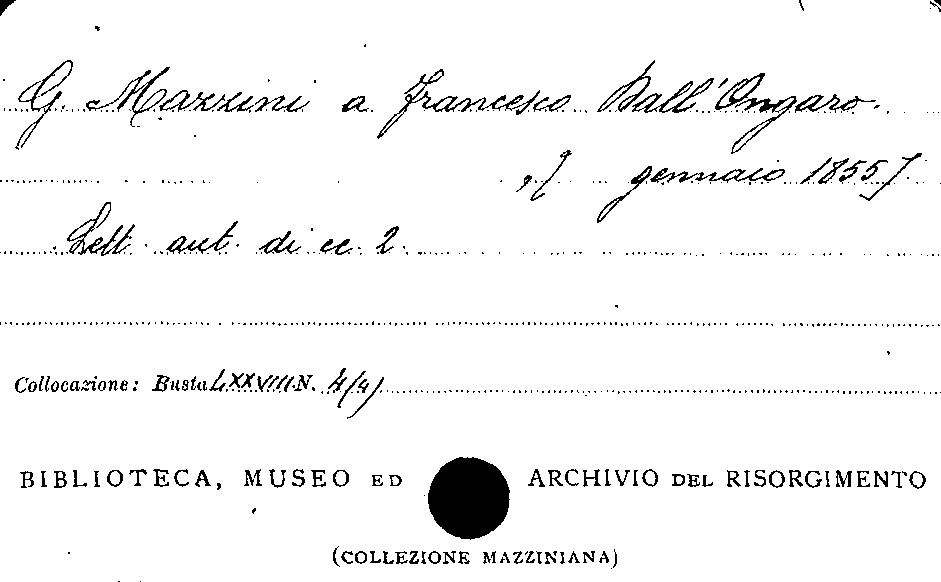 G. Mazzini a Francesco Dall'Ongaro.
[ gennaio 1855]
Lett. aut. di cc. 2.
Collocazione: Busta LXXVIII N. 4(4)
BIBLIOTECA, MUSEO ED ARCHIVIO DEL RISORGIMENTO
(COLLEZIONE MAZZINIANA)